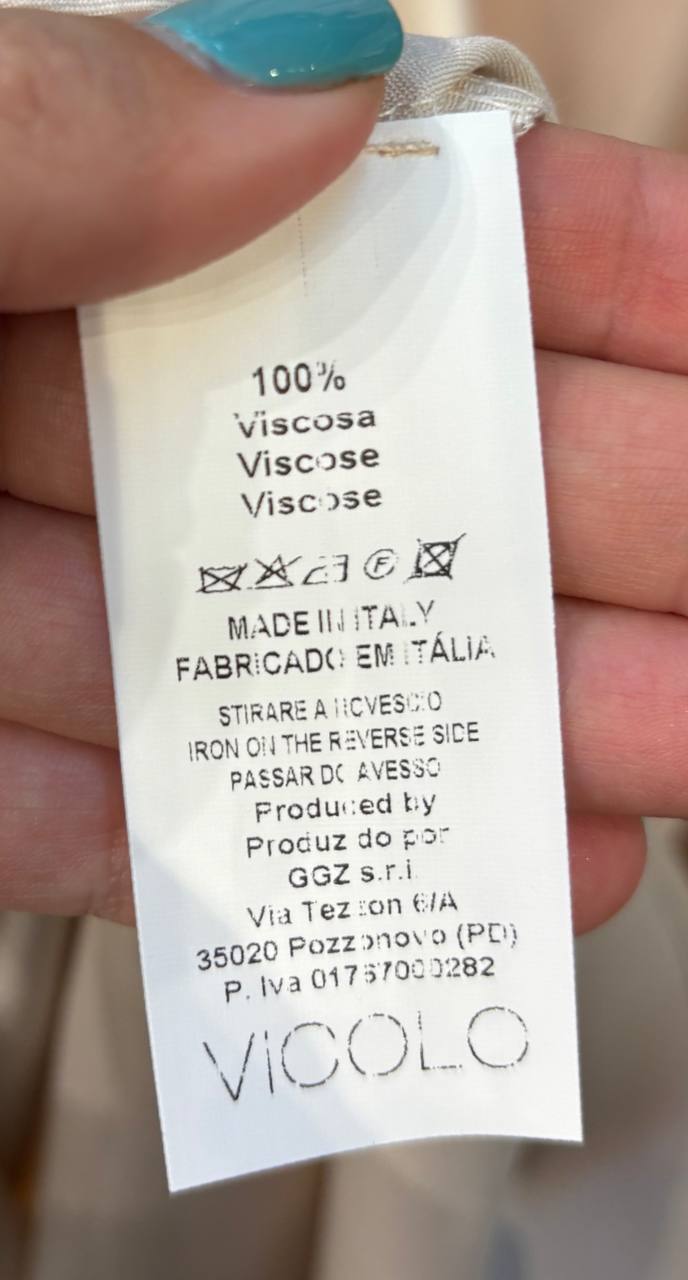 100%
Viscosa
Viscose
Viscose
F
MADE IN ITALY
FABRICADO EM ITÁLIA
STIRARE A ROVESCIO
IRON ON THE REVERSE SIDE
PASSAR DO AVESSO
Produced by
Produzido por
GGZ s.r.l.
Via 6/A
35020 Pozzonovo (PD)
P. Iva
VICOLO